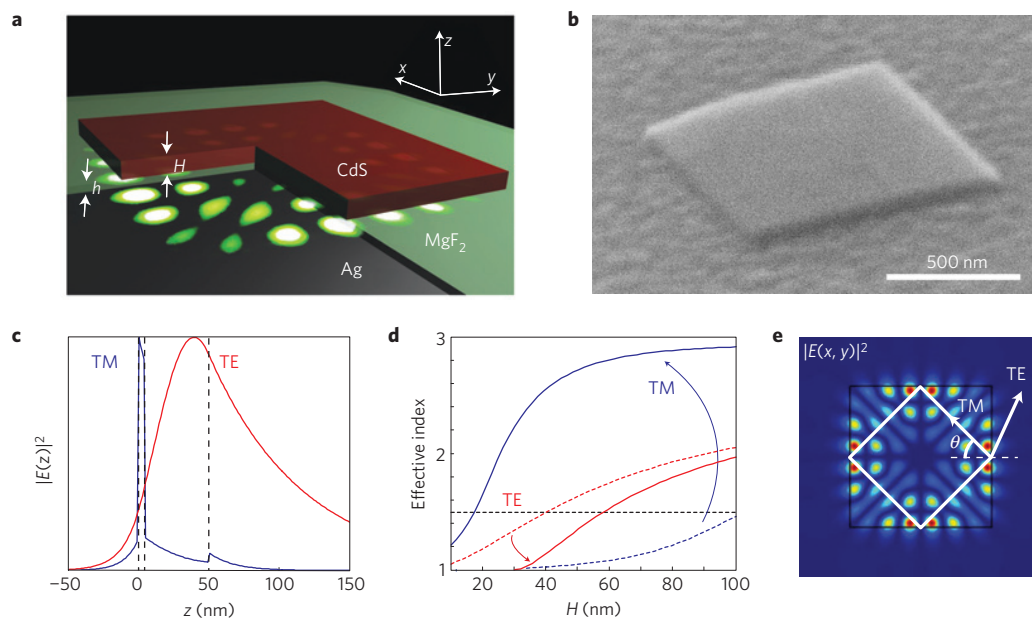 a
z
x
y
H
h
CdS
MgF2
Ag
b
500 nm
c
TM
TE
|E(z)|2
−50
0
50
100
150
z (nm)
d
3
2
1
Effective index
TM
TE
20
40
60
80
100
H (nm)
e
|E(x, y)|2
TE
TM
θ